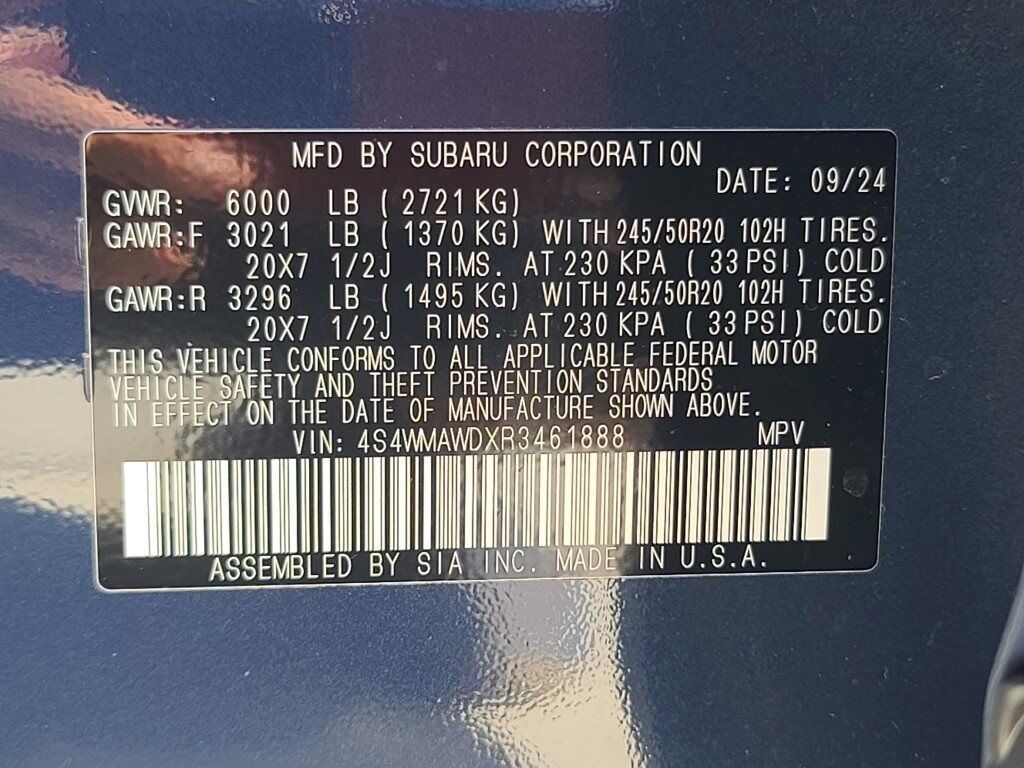 MFD BY SUBARU CORPORATION
DATE: 09/24
GVWR: 6000 LB ( 2721 KG)
GAWR:F 3021 LB ( 1370 KG) WITH 245/50R20 102H TIRES.
20X7 1/2J RIMS. AT 230 KPA ( 33 PSI) COLD
GAWR:R 3296 LB ( 1495 KG) WITH 245/50R20 102H TIRES.
20X7 1/2J RIMS. AT 230 KPA ( 33 PSI) COLD
THIS VEHICLE CONFORMS TO ALL APPLICABLE FEDERAL MOTOR
VEHICLE SAFETY AND THEFT PREVENTION STANDARDS
IN EFFECT ON THE DATE OF MANUFACTURE SHOWN ABOVE.
VIN: 4S4WMAWDXR3461888 MPV
ASSEMBLED BY SIA INC. MADE IN U.S.A.